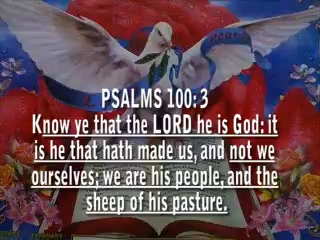 PSALMS 100: 3
Know ye that the LORD he is God: it
is he that hath made us, and not we
ourselves; we are his people, and the
sheep of his pasture.